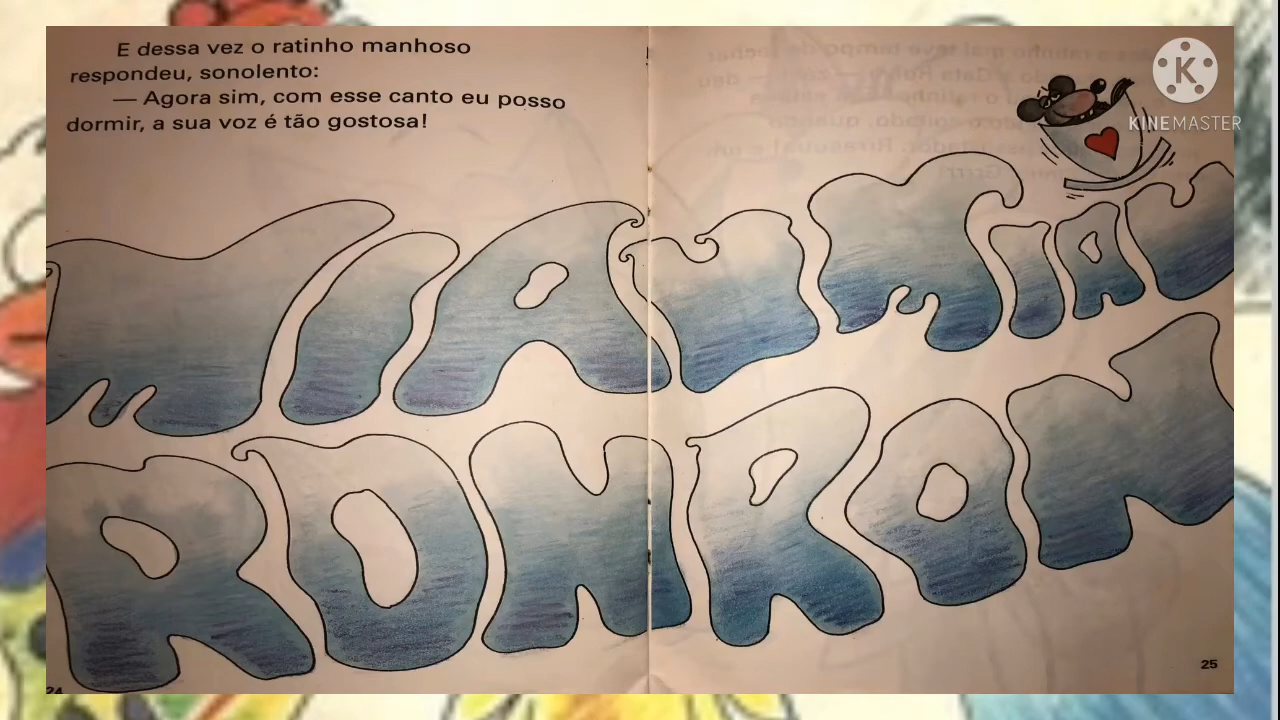 E dessa vez o ratinho manhoso
respondeu, sonolento:
— Agora sim, com esse canto eu posso
dormir, a sua voz é tão gostosa!
K
KINEMASTER
MIAU MIAU
RONRON
24
25